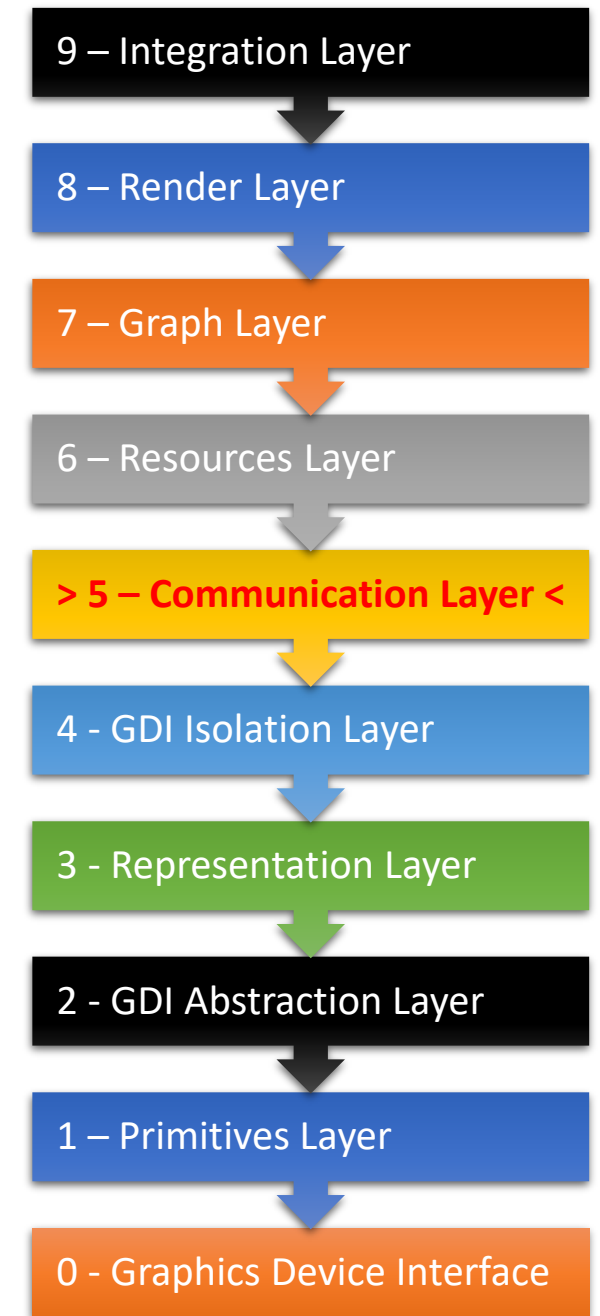 9 – Integration Layer
8 – Render Layer
7 – Graph Layer
6 – Resources Layer
> 5 – Communication Layer <
4 - GDI Isolation Layer
3 - Representation Layer
2 - GDI Abstraction Layer
1 – Primitives Layer
0 - Graphics Device Interface